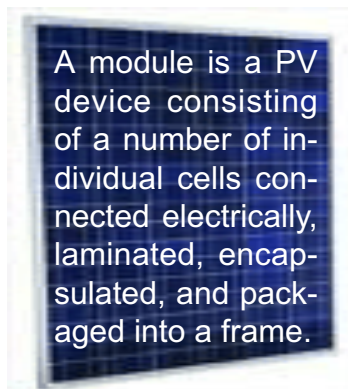 A module is a PV
device consisting
of a number of in-
dividual cells con-
nected electrically,
laminated, encap-
sulated, and pack-
aged into a frame.